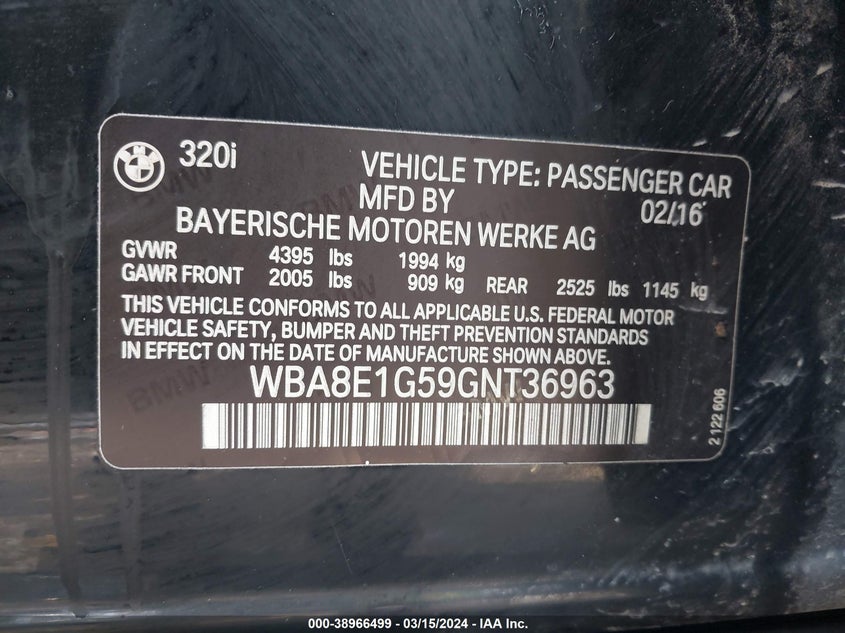 BMW 320i VEHICLE TYPE: PASSENGER CAR
MFD BY 02/16
BAYERISCHE MOTOREN WERKE AG
GVWR 4395 lbs 1994 kg
GAWR FRONT 2005 lbs 909 kg REAR 2525 lbs 1145 kg
THIS VEHICLE CONFORMS TO ALL APPLICABLE U.S. FEDERAL MOTOR
VEHICLE SAFETY, BUMPER AND THEFT PREVENTION STANDARDS
IN EFFECT ON THE DATE OF MANUFACTURE SHOWN ABOVE.
WBA8E1G59GNT36963
2 122 606
000-38966499 - 03/15/2024 - IAA Inc.